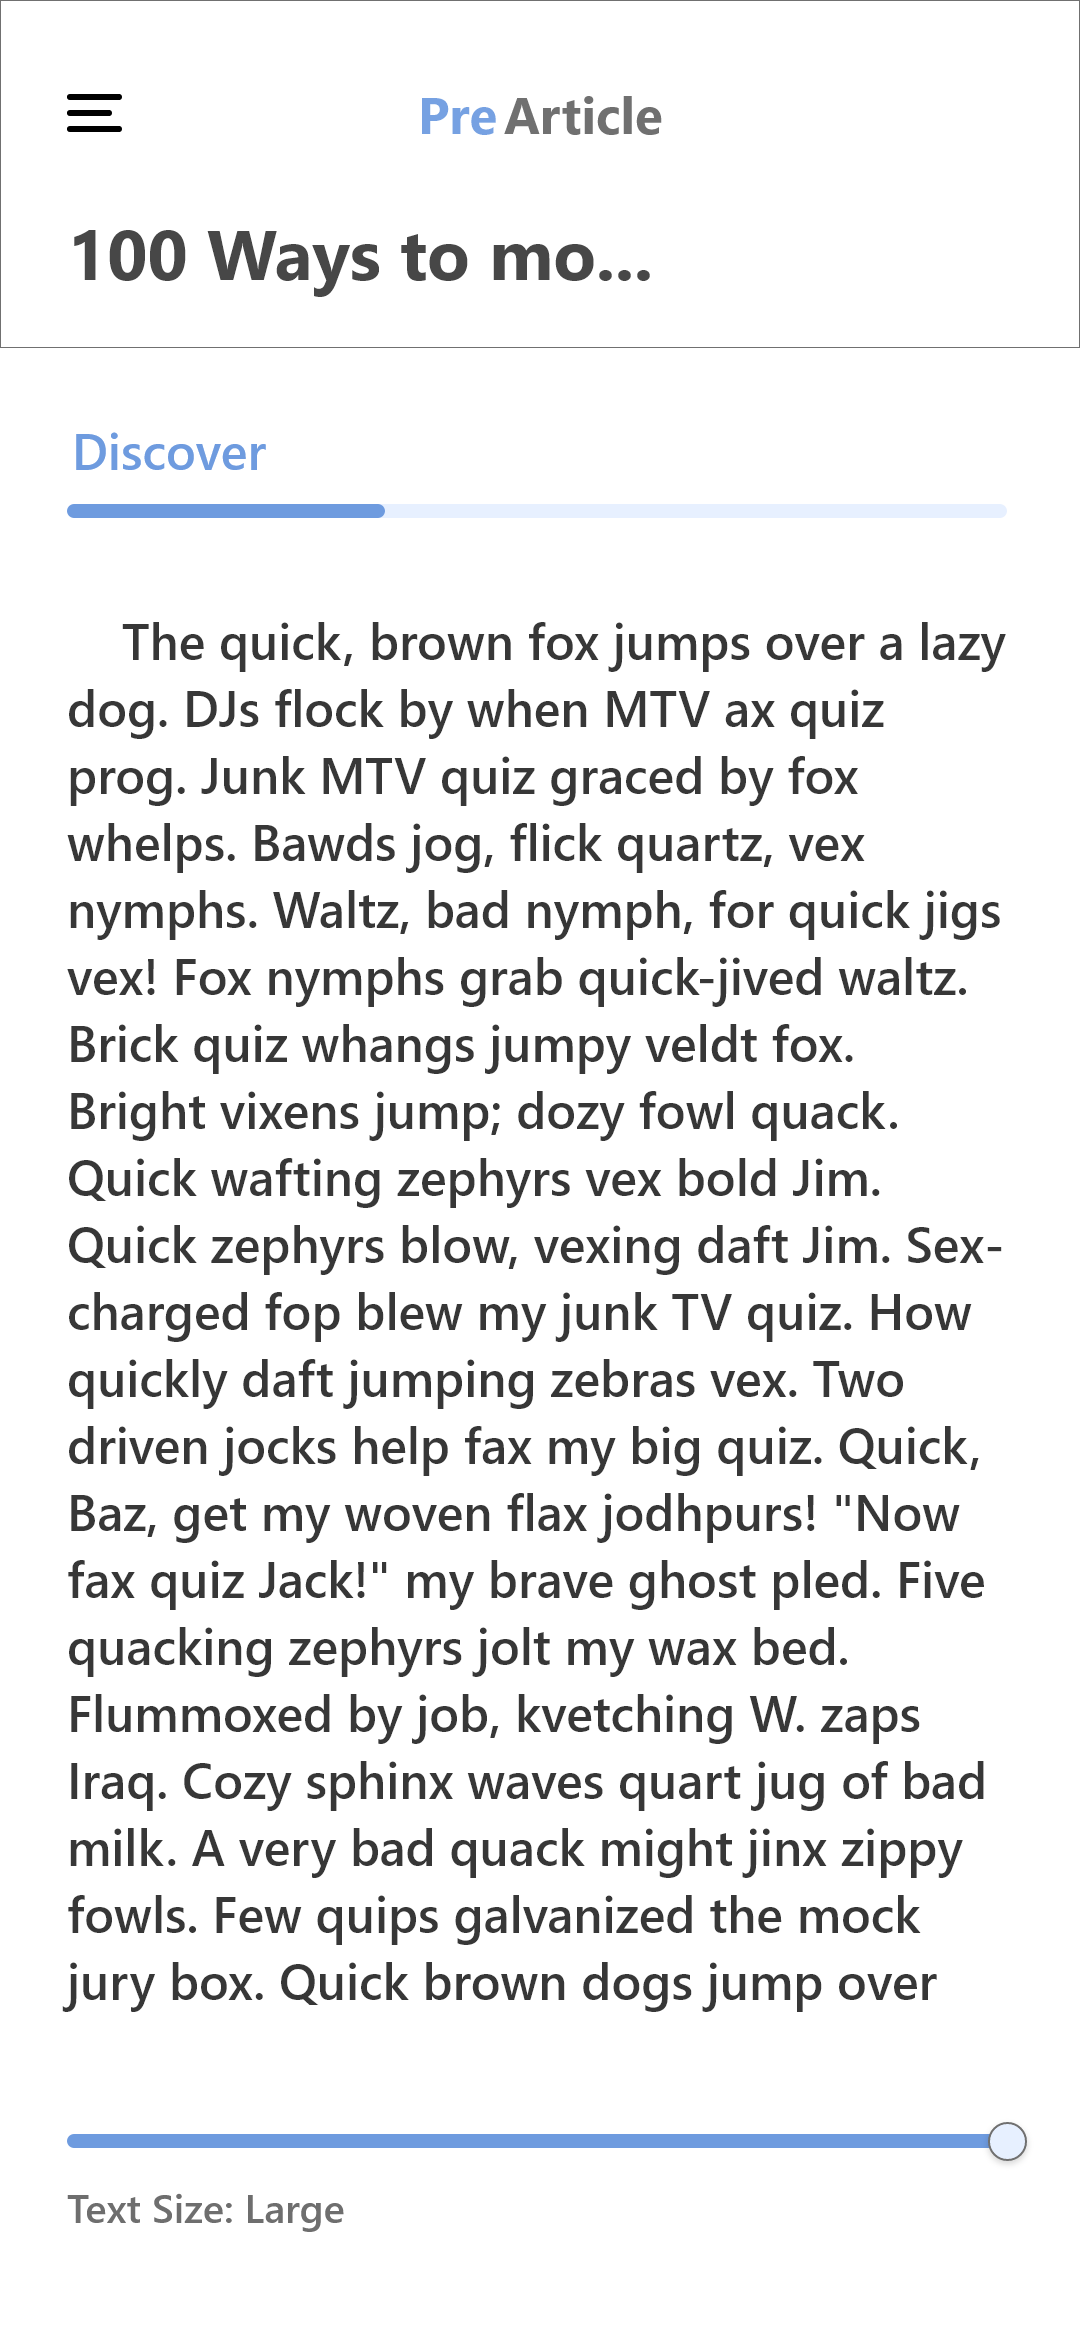 Pre Article
100 Ways to mo...
Discover
The quick, brown fox jumps over a lazy
dog. DJs flock by when MTV ax quiz
prog. Junk MTV quiz graced by fox
whelps. Bawds jog, flick quartz, vex
nymphs. Waltz, bad nymph, for quick jigs
vex! Fox nymphs grab quick-jived waltz.
Brick quiz whangs jumpy veldt fox.
Bright vixens jump; dozy fowl quack.
Quick wafting zephyrs vex bold Jim.
Quick zephyrs blow, vexing daft Jim. Sex-
charged fop blew my junk TV quiz. How
quickly daft jumping zebras vex. Two
driven jocks help fax my big quiz. Quick,
Baz, get my woven flax jodhpurs! "Now
fax quiz Jack!" my brave ghost pled. Five
quacking zephyrs jolt my wax bed.
Flummoxed by job, kvetching W. zaps
Iraq. Cozy sphinx waves quart jug of bad
milk. A very bad quack might jinx zippy
fowls. Few quips galvanized the mock
jury box. Quick brown dogs jump over
Text Size: Large